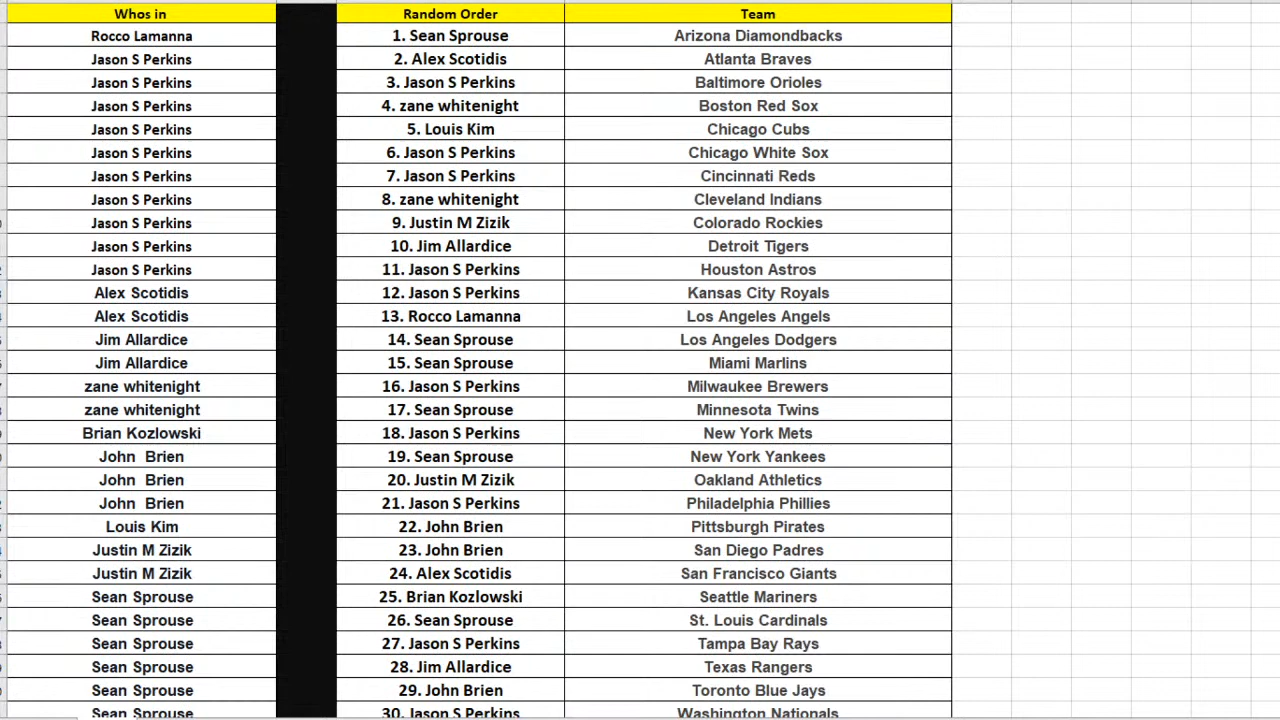 Whos in Random Order Team
Rocco Lamanna 1. Sean Sprouse Arizona Diamondbacks
Jason S Perkins 2. Alex Scotidis Atlanta Braves
Jason S Perkins 3. Jason S Perkins Baltimore Orioles
Jason S Perkins 4. zane whitenight Boston Red Sox
Jason S Perkins 5. Louis Kim Chicago Cubs
Jason S Perkins 6. Jason S Perkins Chicago White Sox
Jason S Perkins 7. Jason S Perkins Cincinnati Reds
Jason S Perkins 8. zane whitenight Cleveland Indians
Jason S Perkins 9. Justin M Zizik Colorado Rockies
Jason S Perkins 10. Jim Allardice Detroit Tigers
Jason S Perkins 11. Jason S Perkins Houston Astros
Alex Scotidis 12. Jason S Perkins Kansas City Royals
Alex Scotidis 13. Rocco Lamanna Los Angeles Angels
Jim Allardice 14. Sean Sprouse Los Angeles Dodgers
Jim Allardice 15. Sean Sprouse Miami Marlins
zane whitenight 16. Jason S Perkins Milwaukee Brewers
zane whitenight 17. Sean Sprouse Minnesota Twins
Brian Kozlowski 18. Jason S Perkins New York Mets
John  Brien 19. Sean Sprouse New York Yankees
John  Brien 20. Justin M Zizik Oakland Athletics
John  Brien 21. Jason S Perkins Philadelphia Phillies
Louis Kim 22. John Brien Pittsburgh Pirates
Justin M Zizik 23. John Brien San Diego Padres
Justin M Zizik 24. Alex Scotidis San Francisco Giants
Sean Sprouse 25. Brian Kozlowski Seattle Mariners
Sean Sprouse 26. Sean Sprouse St. Louis Cardinals
Sean Sprouse 27. Jason S Perkins Tampa Bay Rays
Sean Sprouse 28. Jim Allardice Texas Rangers
Sean Sprouse 29. John Brien Toronto Blue Jays
Sean Sprouse 30. Jason S Perkins Washington Nationals